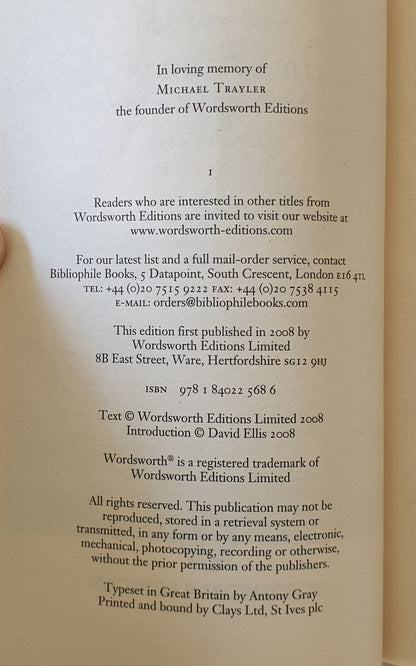 In loving memory of
MICHAEL TRAYLER
the founder of Wordsworth Editions
1
Readers who are interested in other titles from
Wordsworth Editions are invited to visit our website at
www.wordsworth-editions.com
For our latest list and a full mail-order service, contact
Bibliophile Books, 5 Datapoint, South Crescent, London E16 4TL
TEL: +44 (0)20 7515 9222 FAX: +44 (0)20 7538 4115
E-MAIL: orders@bibliophilebooks.com
This edition first published in 2008 by
Wordsworth Editions Limited
8B East Street, Ware, Hertfordshire SG12 9HJ
ISBN 978 1 84022 568 6
Text © Wordsworth Editions Limited 2008
Introduction © David Ellis 2008
Wordsworth® is a registered trademark of
Wordsworth Editions Limited
All rights reserved. This publication may not be
reproduced, stored in a retrieval system or
transmitted, in any form or by any means, electronic,
mechanical, photocopying, recording or otherwise,
without the prior permission of the publishers.
Typeset in Great Britain by Antony Gray
Printed and bound by Clays Ltd, St Ives plc